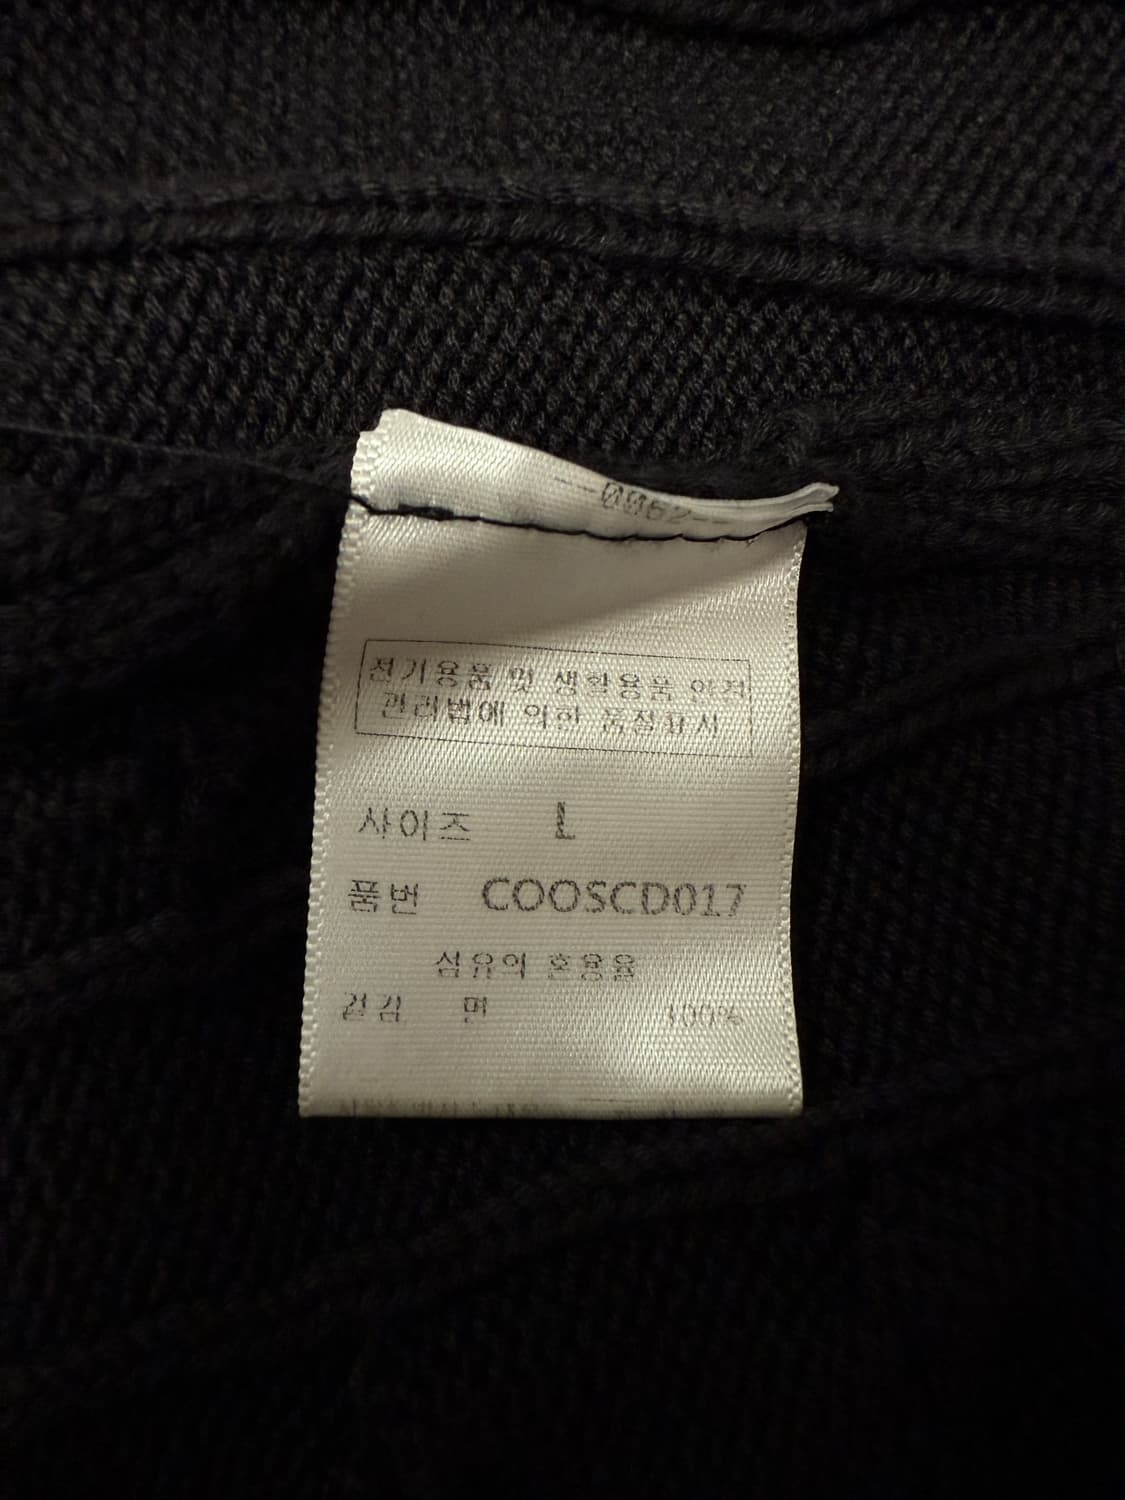 --0062--
전기용품 및 생활용품 안전
관리법에 의한 품질표시
사이즈 L
품번 COOSCD017
섬유의 혼용율
겉감 면 100%